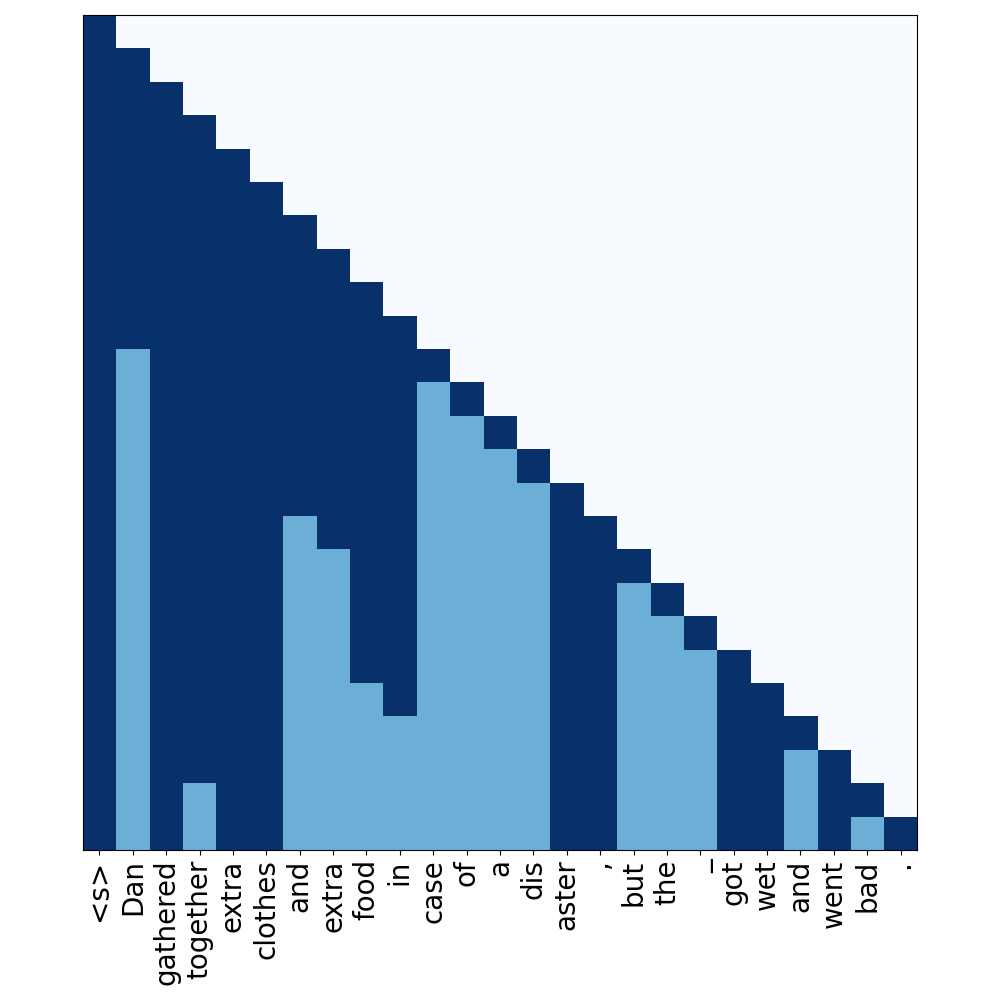 <s> Dan gathered together extra clothes and extra food in case of a dis aster , but the _ got wet and went bad .